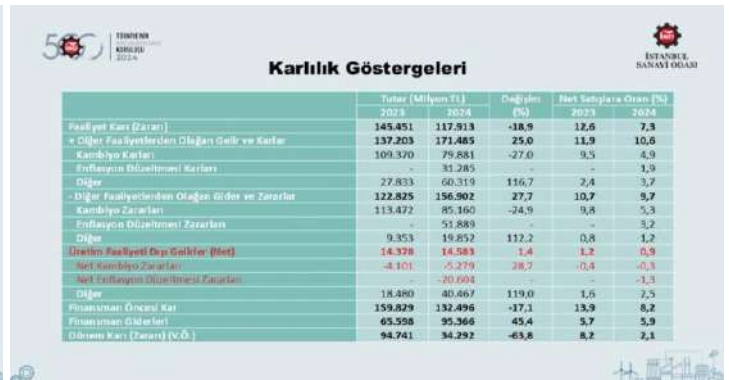 500
TÜRKİYE'NİN
KURULUŞU
2024
İSTANBUL
SANAYİ ODASI
Karlılık Göstergeleri
Tutar (Milyon TL) Değişim Net Satışlara Oran (%)
2023 2024 (%) 2023 2024
Faaliyet Karı (Zararı) 145.451 117.913 -18,9 12,6 7,3
+ Diğer Faaliyetlerden Olağan Gelir ve Karlar 137.203 171.485 25,0 11,9 10,6
Kambiyo Karları 109.370 79.881 -27,0 9,5 4,9
Enflasyon Düzeltmesi Karları - 31.285 - - 1,9
Diğer 27.833 60.319 116,7 2,4 3,7
- Diğer Faaliyetlerden Olağan Gider ve Zararlar 122.825 156.902 27,7 10,7 9,7
Kambiyo Zararları 113.472 85.160 -24,9 9,8 5,3
Enflasyon Düzeltmesi Zararları - 51.889 - - 3,2
Diğer 9.353 19.852 112,2 0,8 1,2
Üretim Faaliyeti Dışı Gelirler (Net) 14.378 14.583 1,4 1,2 0,9
Net Kambiyo Zararları -4.101 -5.279 28,7 -0,4 -0,3
Net Enflasyon Düzeltmesi Zararları - -20.604 - - -1,3
Diğer 18.480 40.467 119,0 1,6 2,5
Finansman Öncesi Kar 159.829 132.496 -17,1 13,9 8,2
Finansman Giderleri 65.598 95.366 45,4 5,7 5,9
Dönem Karı (Zararı) (V.Ö.) 94.741 34.292 -63,8 8,2 2,1